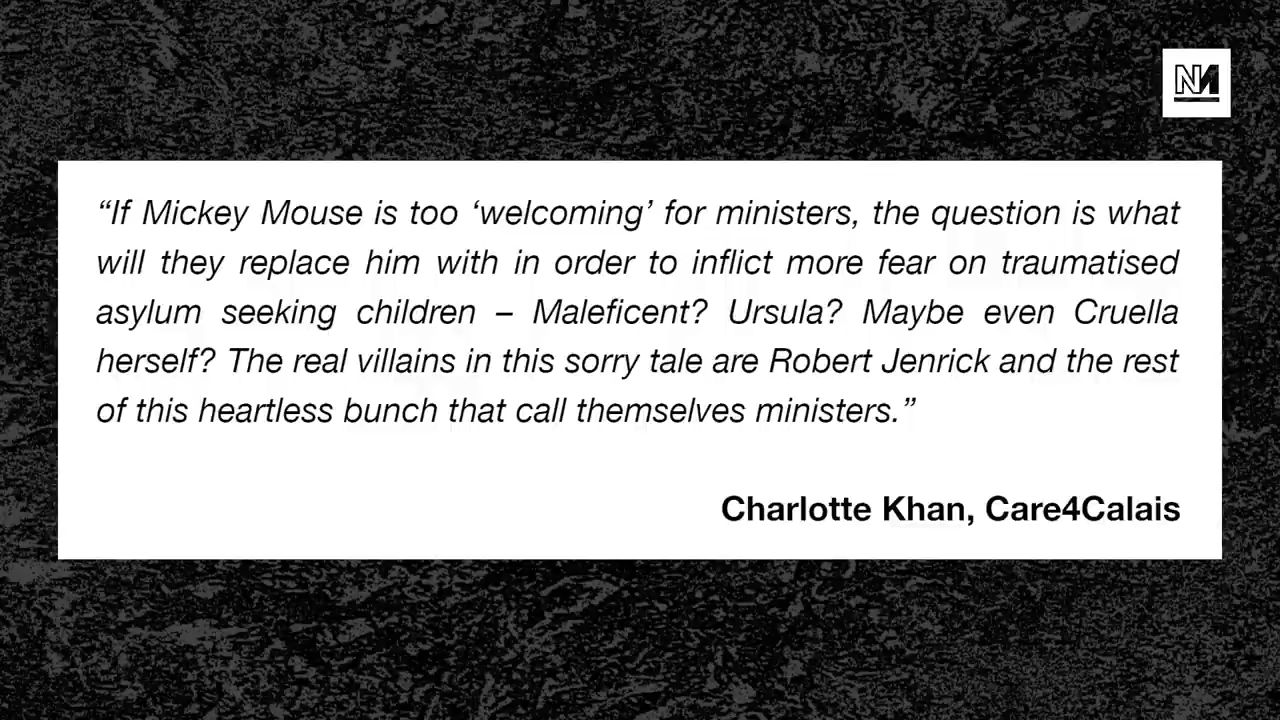 NM
“If Mickey Mouse is too ‘welcoming’ for ministers, the question is what
will they replace him with in order to inflict more fear on traumatised
asylum seeking children – Maleficent? Ursula? Maybe even Cruella
herself? The real villains in this sorry tale are Robert Jenrick and the rest
of this heartless bunch that call themselves ministers.”
Charlotte Khan, Care4Calais